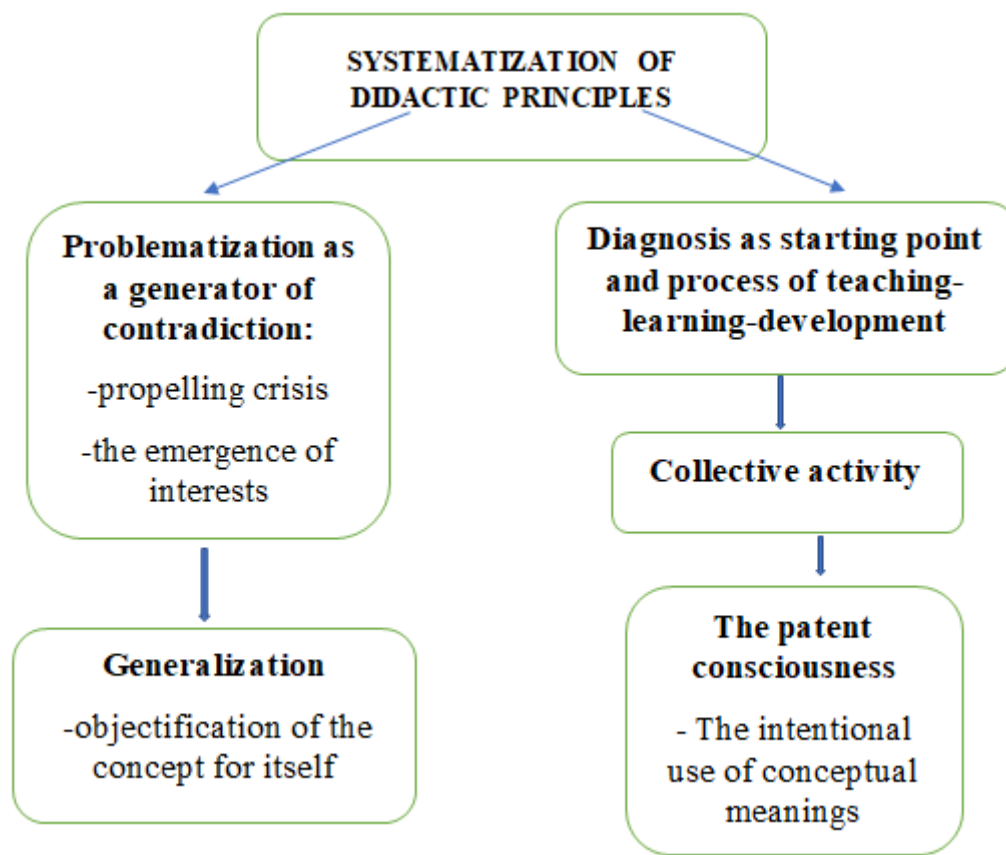 SYSTEMATIZATION OF
DIDACTIC PRINCIPLES
Problematization as
a generator of
contradiction:
-propelling crisis
-the emergence of
interests
Generalization
-objectification of the
concept for itself
Diagnosis as starting point
and process of teaching-
learning-development
Collective activity
The patent
consciousness
- The intentional
use of conceptual
meanings